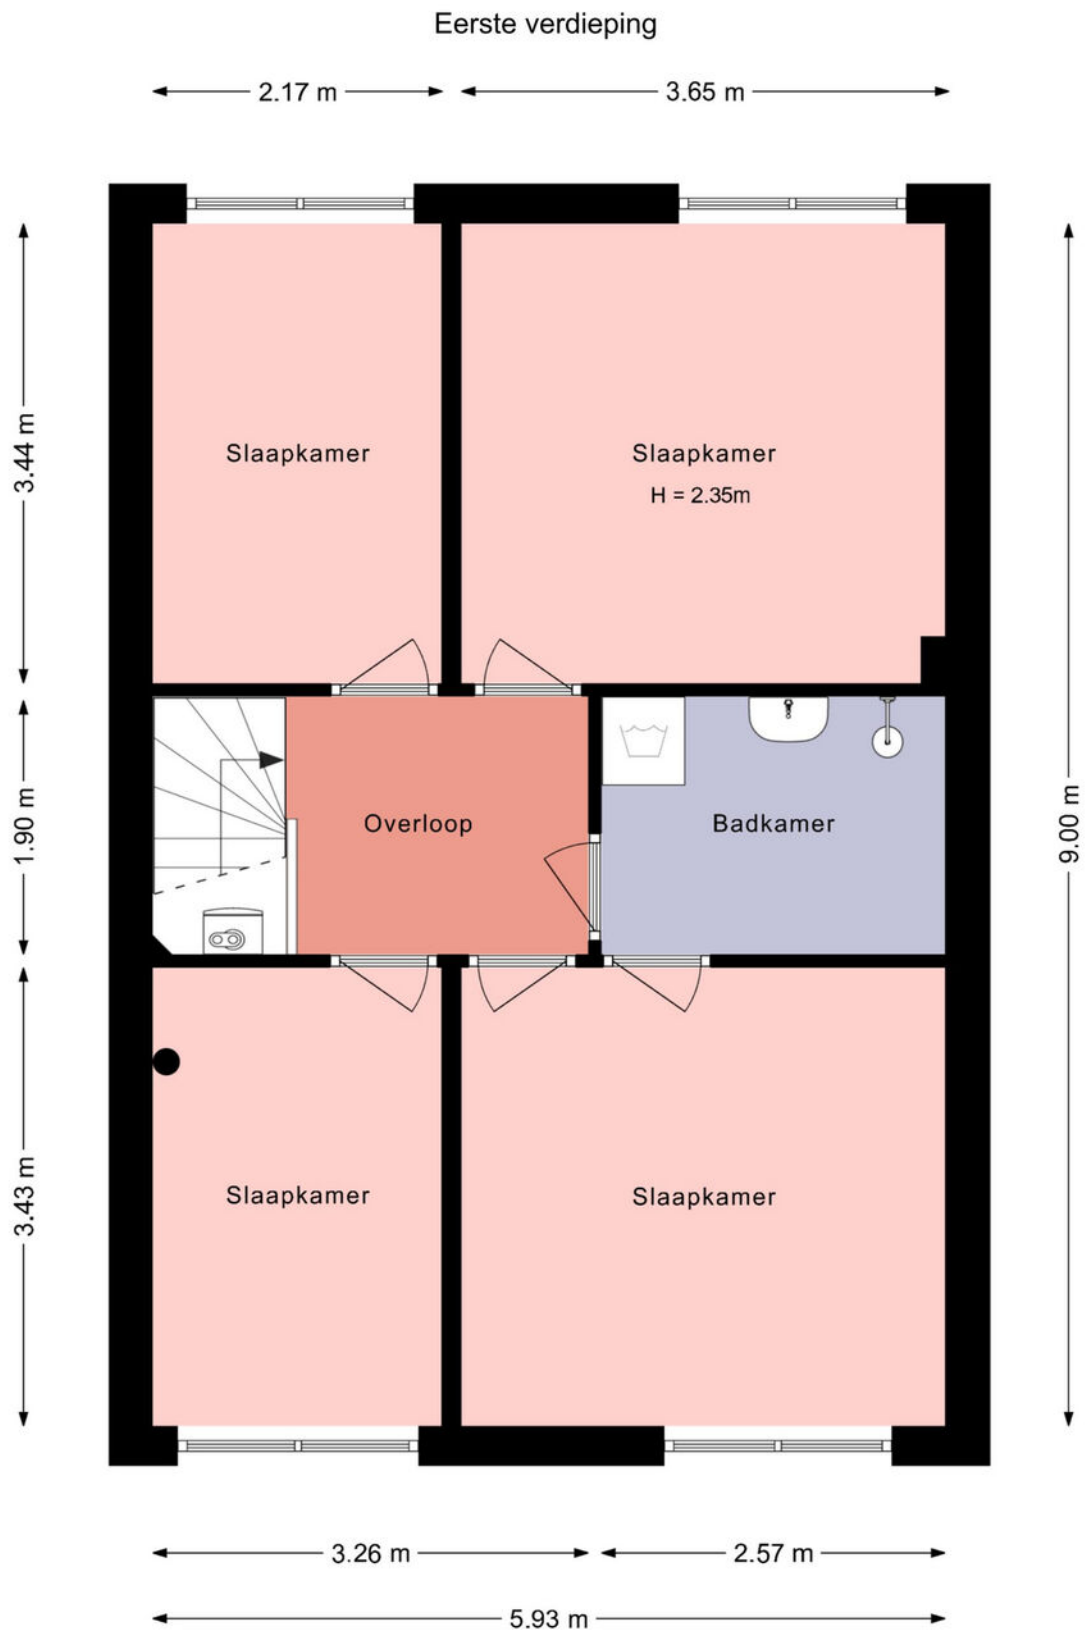 Eerste verdieping
2.17 m
3.65 m
3.44 m
Slaapkamer
Slaapkamer
H = 2.35m
1.90 m
Overloop
Badkamer
9.00 m
3.43 m
Slaapkamer
Slaapkamer
3.26 m
2.57 m
5.93 m